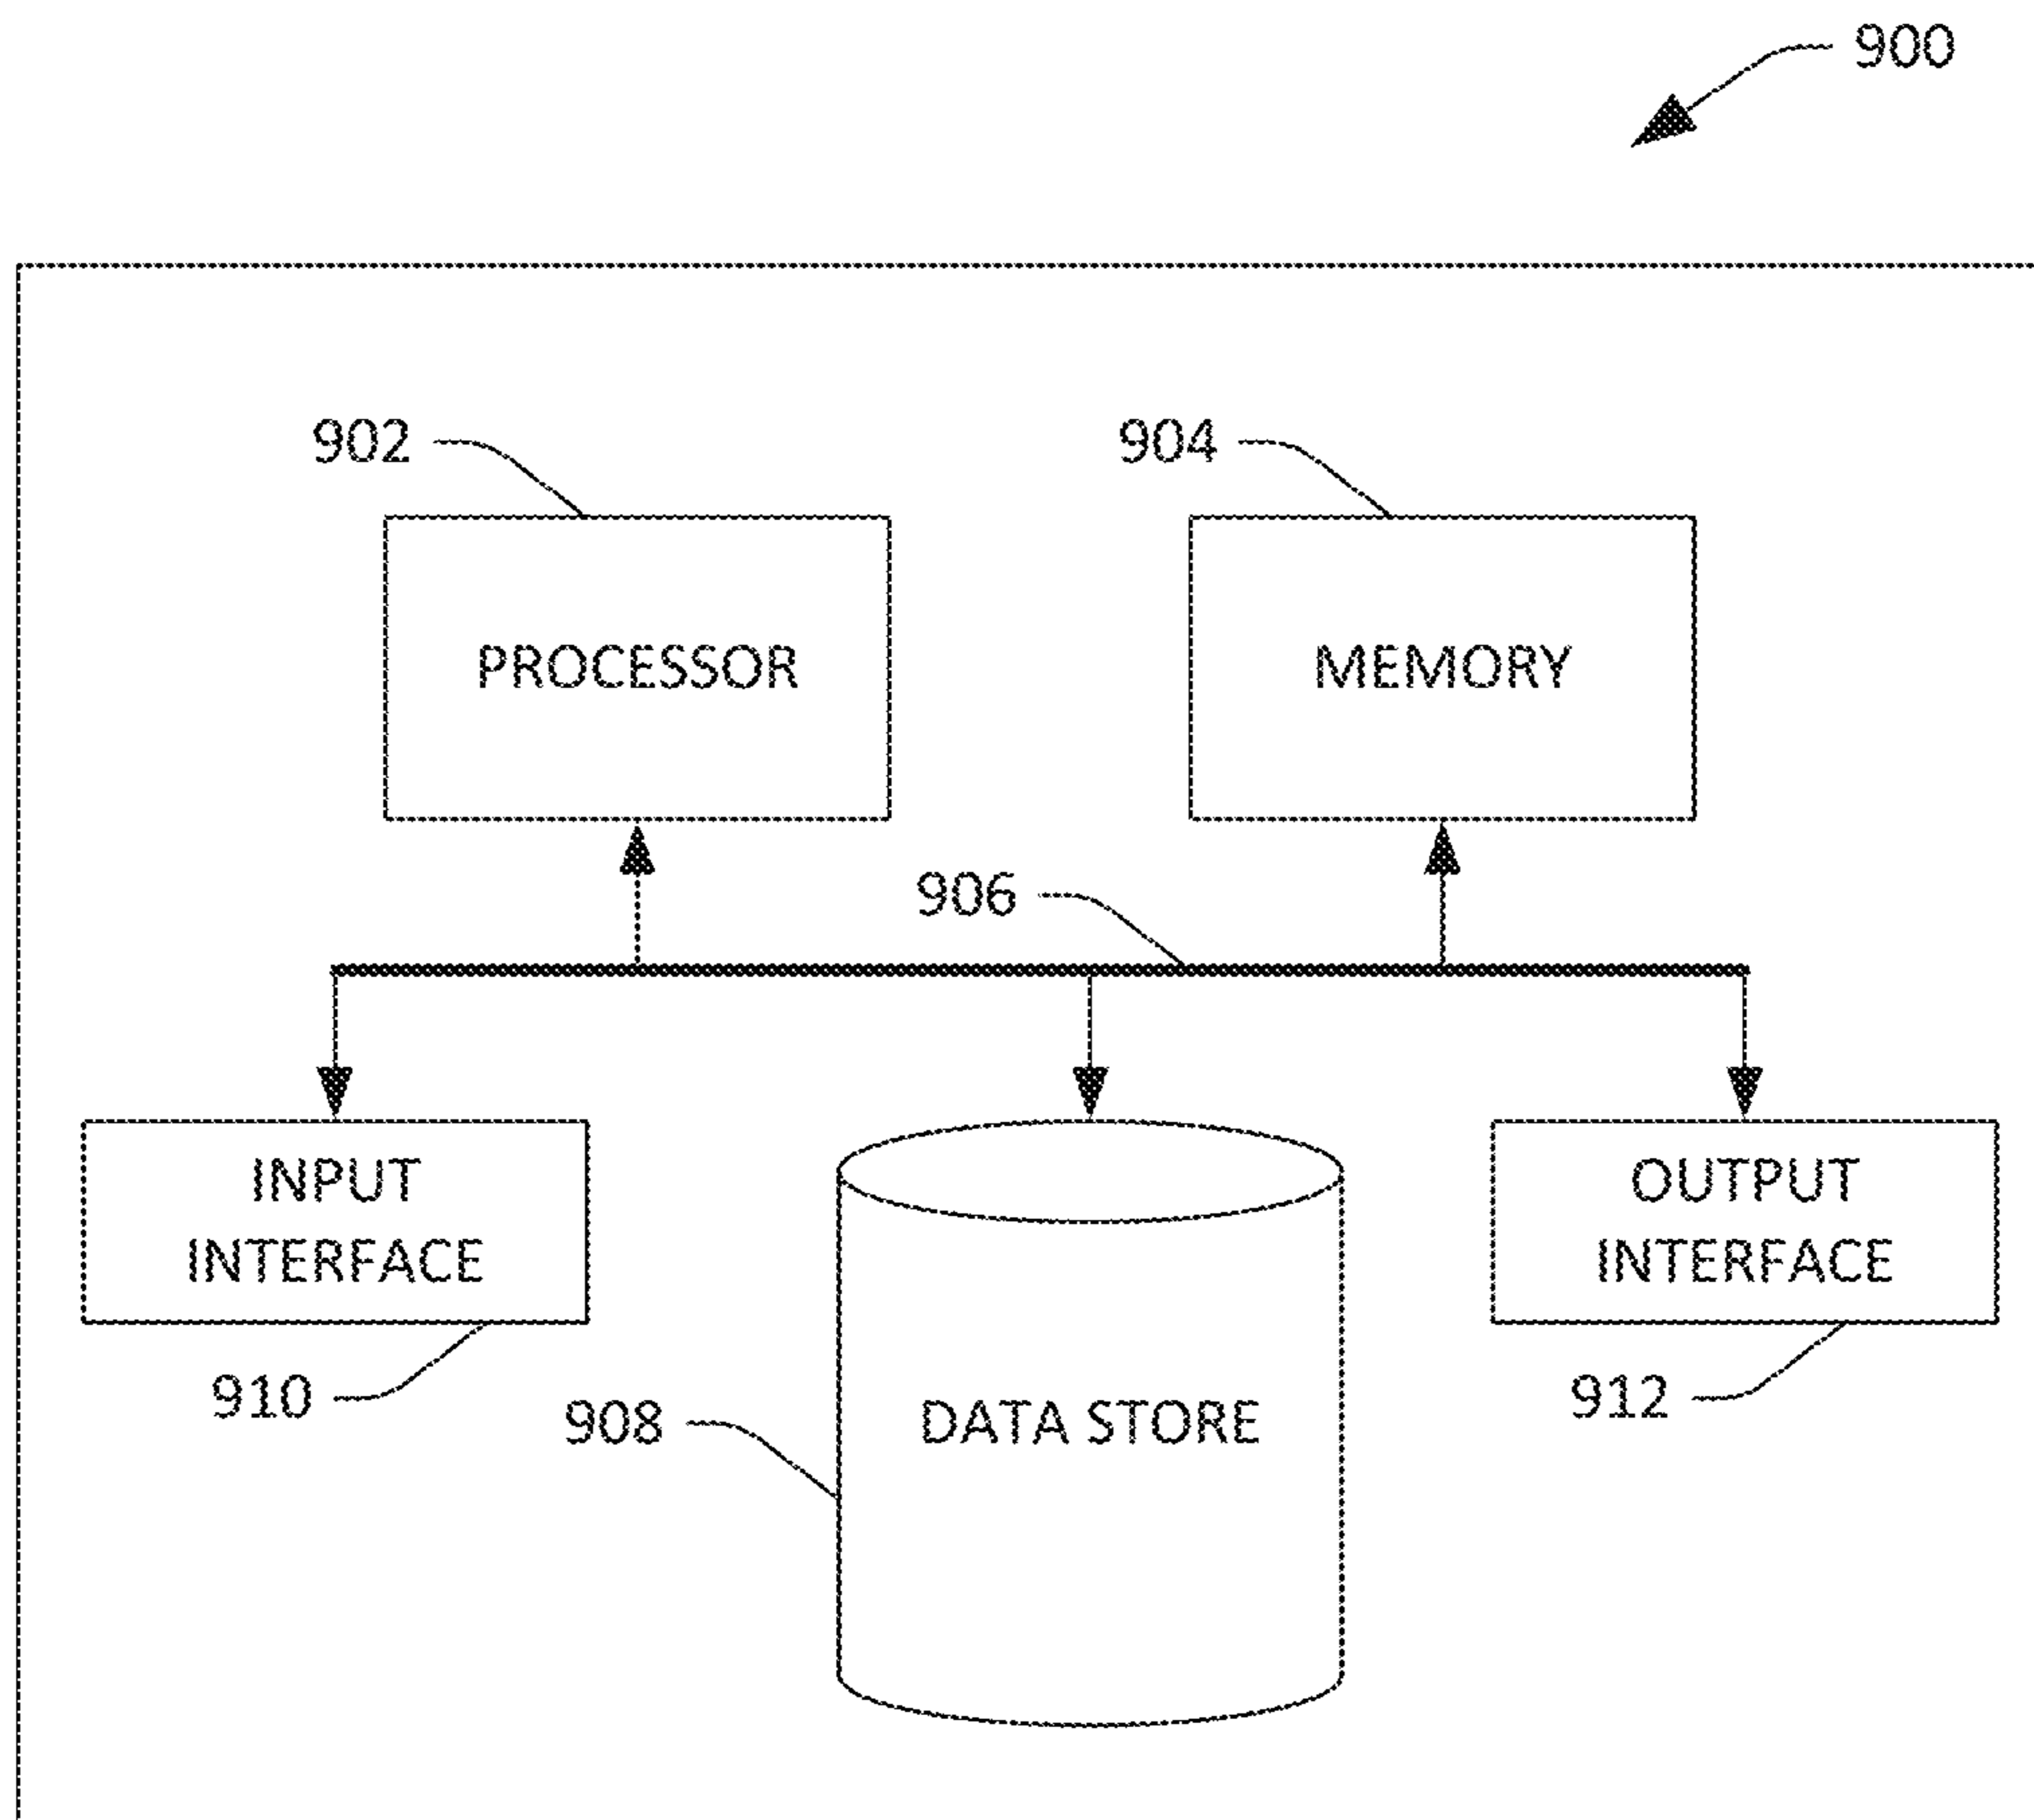 900
902
904
PROCESSOR
MEMORY
906
INPUT
INTERFACE
OUTPUT
INTERFACE
910
908
DATA STORE
912